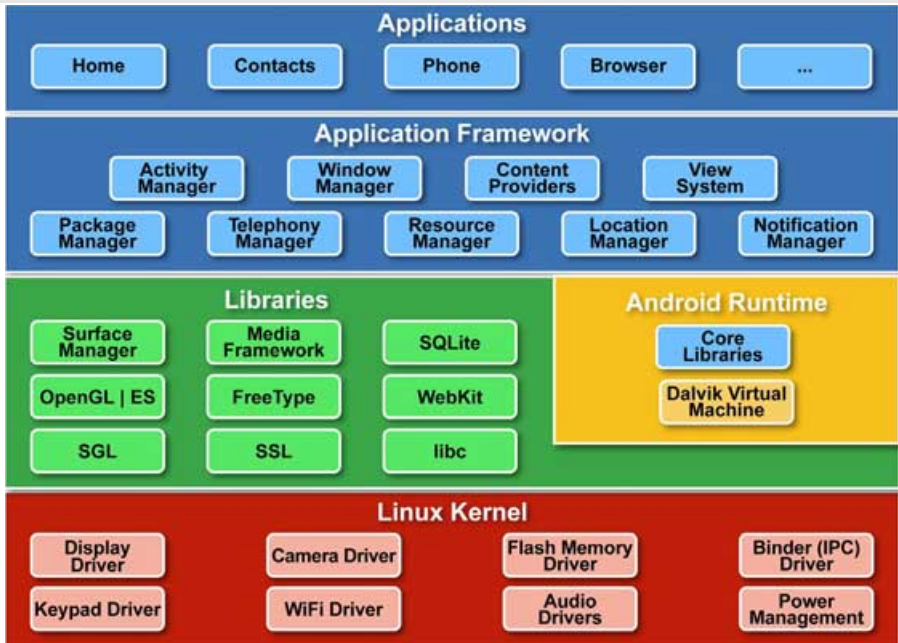 Applications
Home
Contacts
Phone
Browser
...
Application Framework
Activity
Manager
Window
Manager
Content
Providers
View
System
Package
Manager
Telephony
Manager
Resource
Manager
Location
Manager
Notification
Manager
Libraries
Surface
Manager
Media
Framework
SQLite
OpenGL | ES
FreeType
WebKit
SGL
SSL
libc
Android Runtime
Core
Libraries
Dalvik Virtual
Machine
Linux Kernel
Display
Driver
Camera Driver
Flash Memory
Driver
Binder (IPC)
Driver
Keypad Driver
WiFi Driver
Audio
Drivers
Power
Management